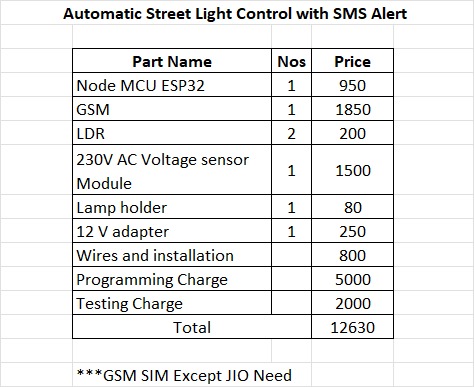 Automatic Street Light Control with SMS Alert
Part Name Nos Price
Node MCU ESP32 1 950
GSM 1 1850
LDR 2 200
230V AC Voltage sensor
Module 1 1500
Lamp holder 1 80
12 V adapter 1 250
Wires and installation 800
Programming Charge 5000
Testing Charge 2000
Total 12630
***GSM SIM Except JIO Need